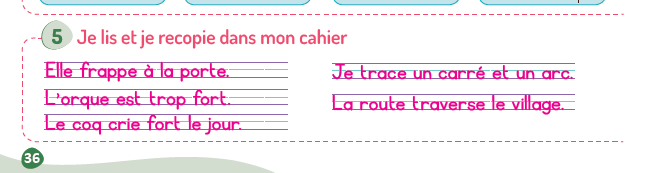 5 Je lis et je recopie dans mon cahier
Elle frappe à la porte.
L'orque est trop fort.
Le coq crie fort le jour.
Je trace un carré et un arc.
La route traverse le village.
36